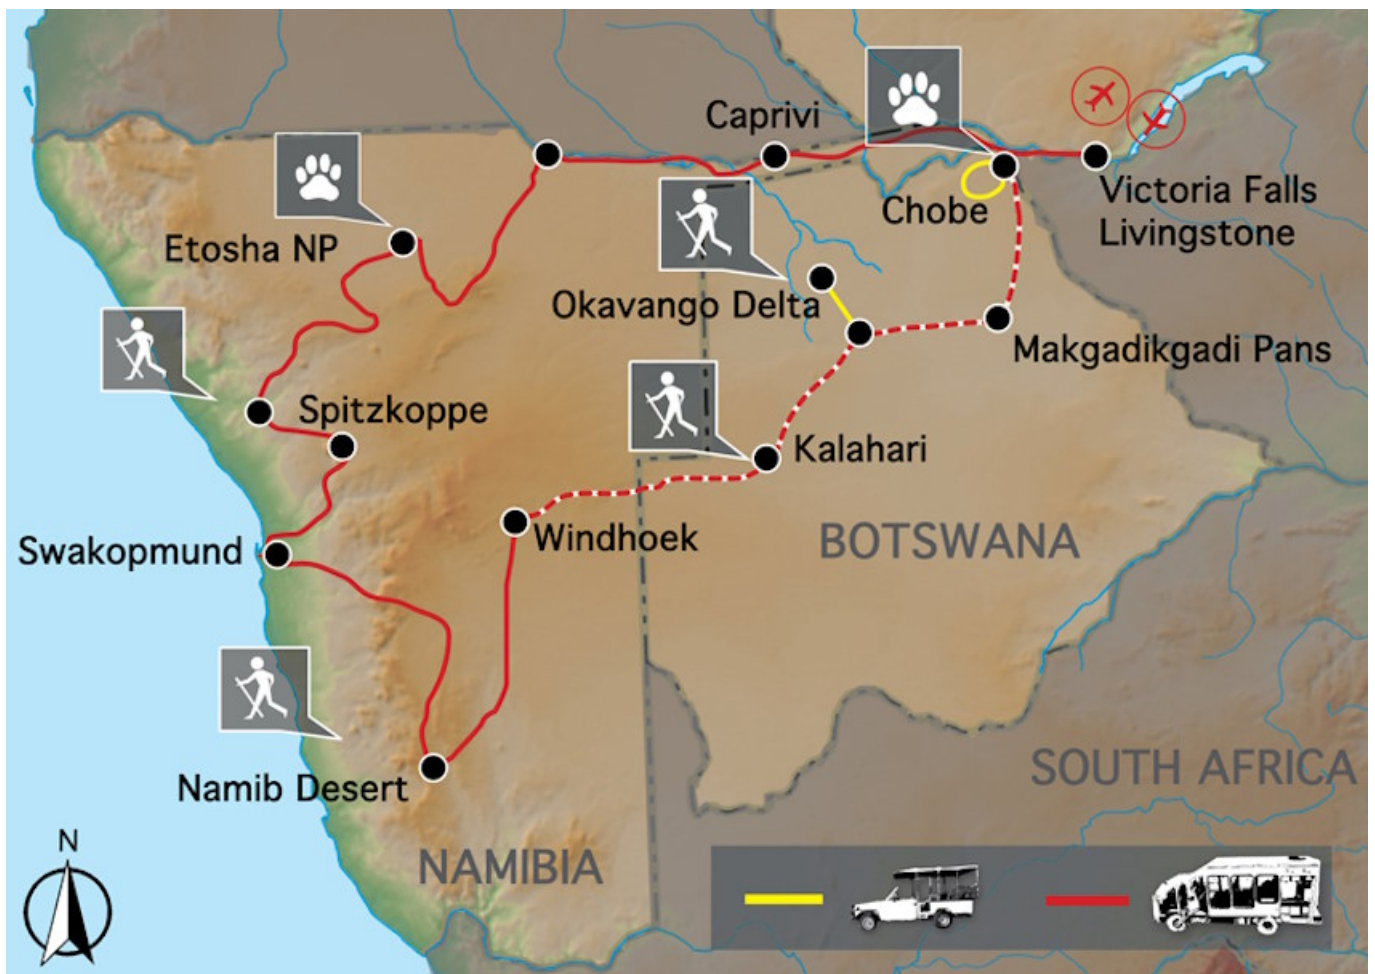 Caprivi
Victoria Falls
Livingstone
Chobe
Etosha NP
Okavango Delta
Makgadikgadi Pans
Spitzkoppe
Kalahari
Windhoek
BOTSWANA
Swakopmund
SOUTH AFRICA
Namib Desert
N
NAMIBIA